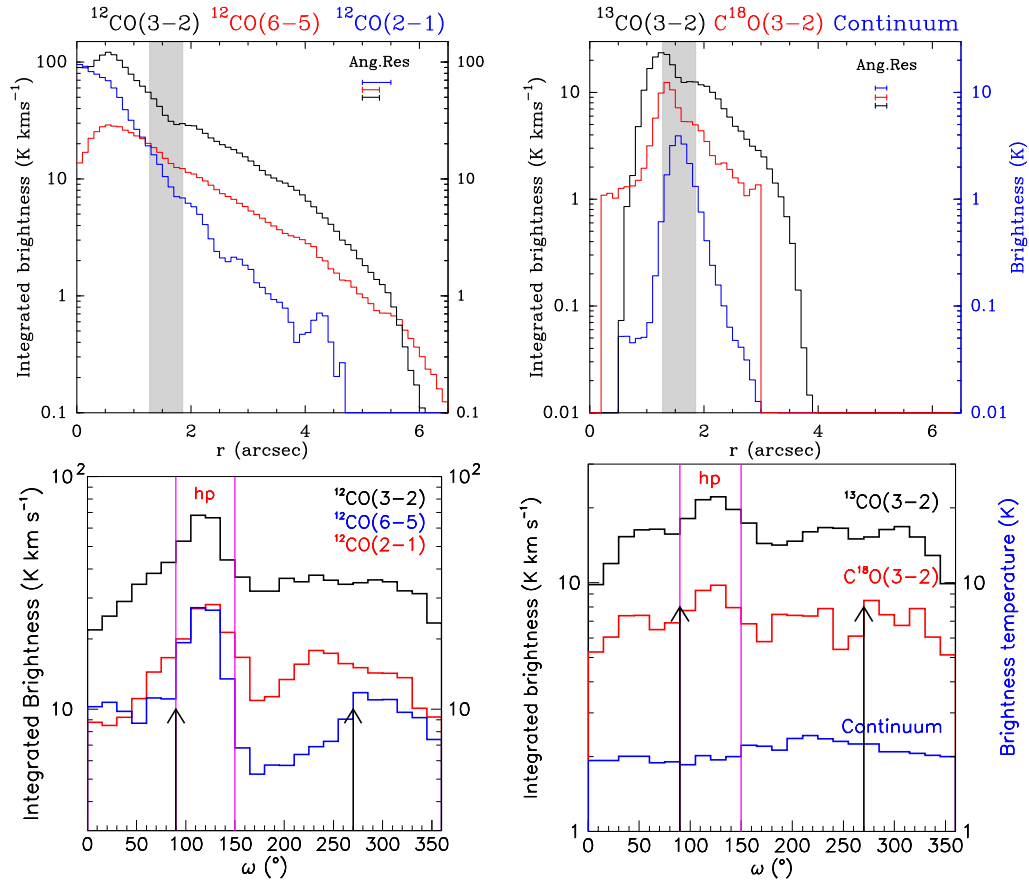 ¹²CO(3−2) ¹²CO(6−5) ¹²CO(2−1)
Integrated brightness (K kms⁻¹)
100
10
1
0.1
Ang.Res
100
10
1
0.1
0 2 4 6
r (arcsec)
¹³CO(3−2) C¹⁸O(3−2) Continuum
Integrated brightness (K kms⁻¹)
10
1
0.1
0.01
Ang.Res
10
1
0.1
0.01
Brightness (K)
0 2 4 6
r (arcsec)
Integrated Brightness (K km s⁻¹)
10²
10
hp
¹²CO(3−2)
¹²CO(6−5)
¹²CO(2−1)
10²
10
0 50 100 150 200 250 300 350
ω (°)
Integrated brightness (K km s⁻¹)
10
1
hp
¹³CO(3−2)
C¹⁸O(3−2)
Continuum
10
1
Brightness temperature (K)
0 50 100 150 200 250 300 350
ω (°)